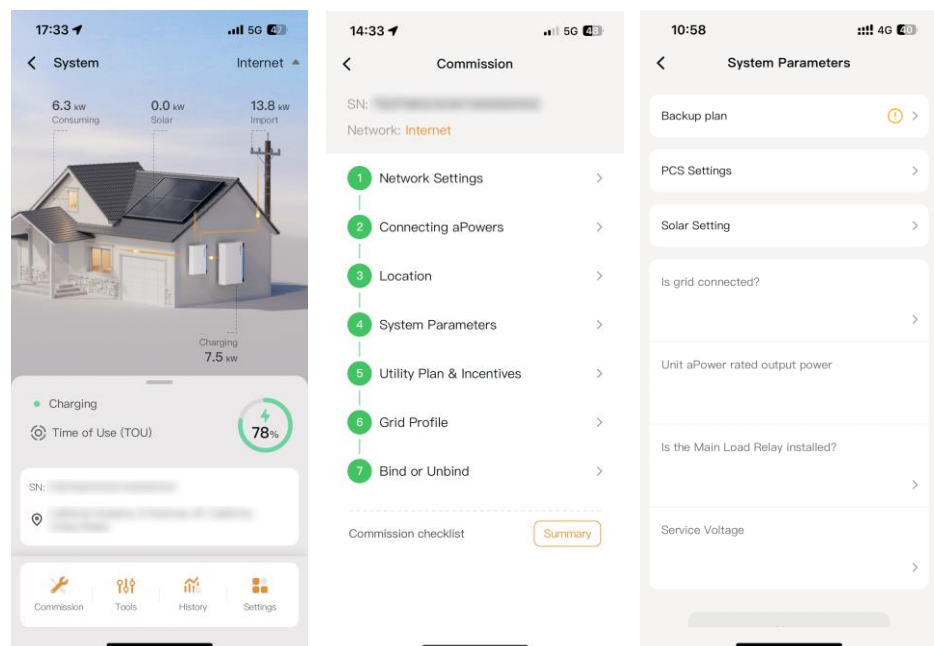 17:33
5G 47
System
Internet
6.3 kW
Consuming
0.0 kW
Solar
13.8 kW
Import
Charging
7.5 kW
Charging
Time of Use (TOU)
78%
SN:
Commission
Tools
History
Settings
14:33
5G 43
Commission
SN:
Network: Internet
1 Network Settings
2 Connecting aPowers
3 Location
4 System Parameters
5 Utility Plan & Incentives
6 Grid Profile
7 Bind or Unbind
Commission checklist
Summary
10:58
4G 40
System Parameters
Backup plan
PCS Settings
Solar Setting
Is grid connected?
Unit aPower rated output power
Is the Main Load Relay installed?
Service Voltage